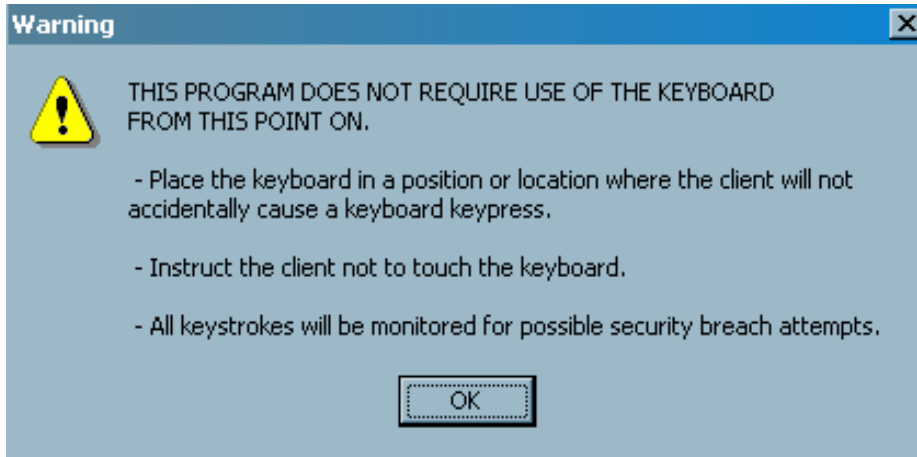 Warning
THIS PROGRAM DOES NOT REQUIRE USE OF THE KEYBOARD
FROM THIS POINT ON.
- Place the keyboard in a position or location where the client will not
accidentally cause a keyboard keypress.
- Instruct the client not to touch the keyboard.
- All keystrokes will be monitored for possible security breach attempts.
OK